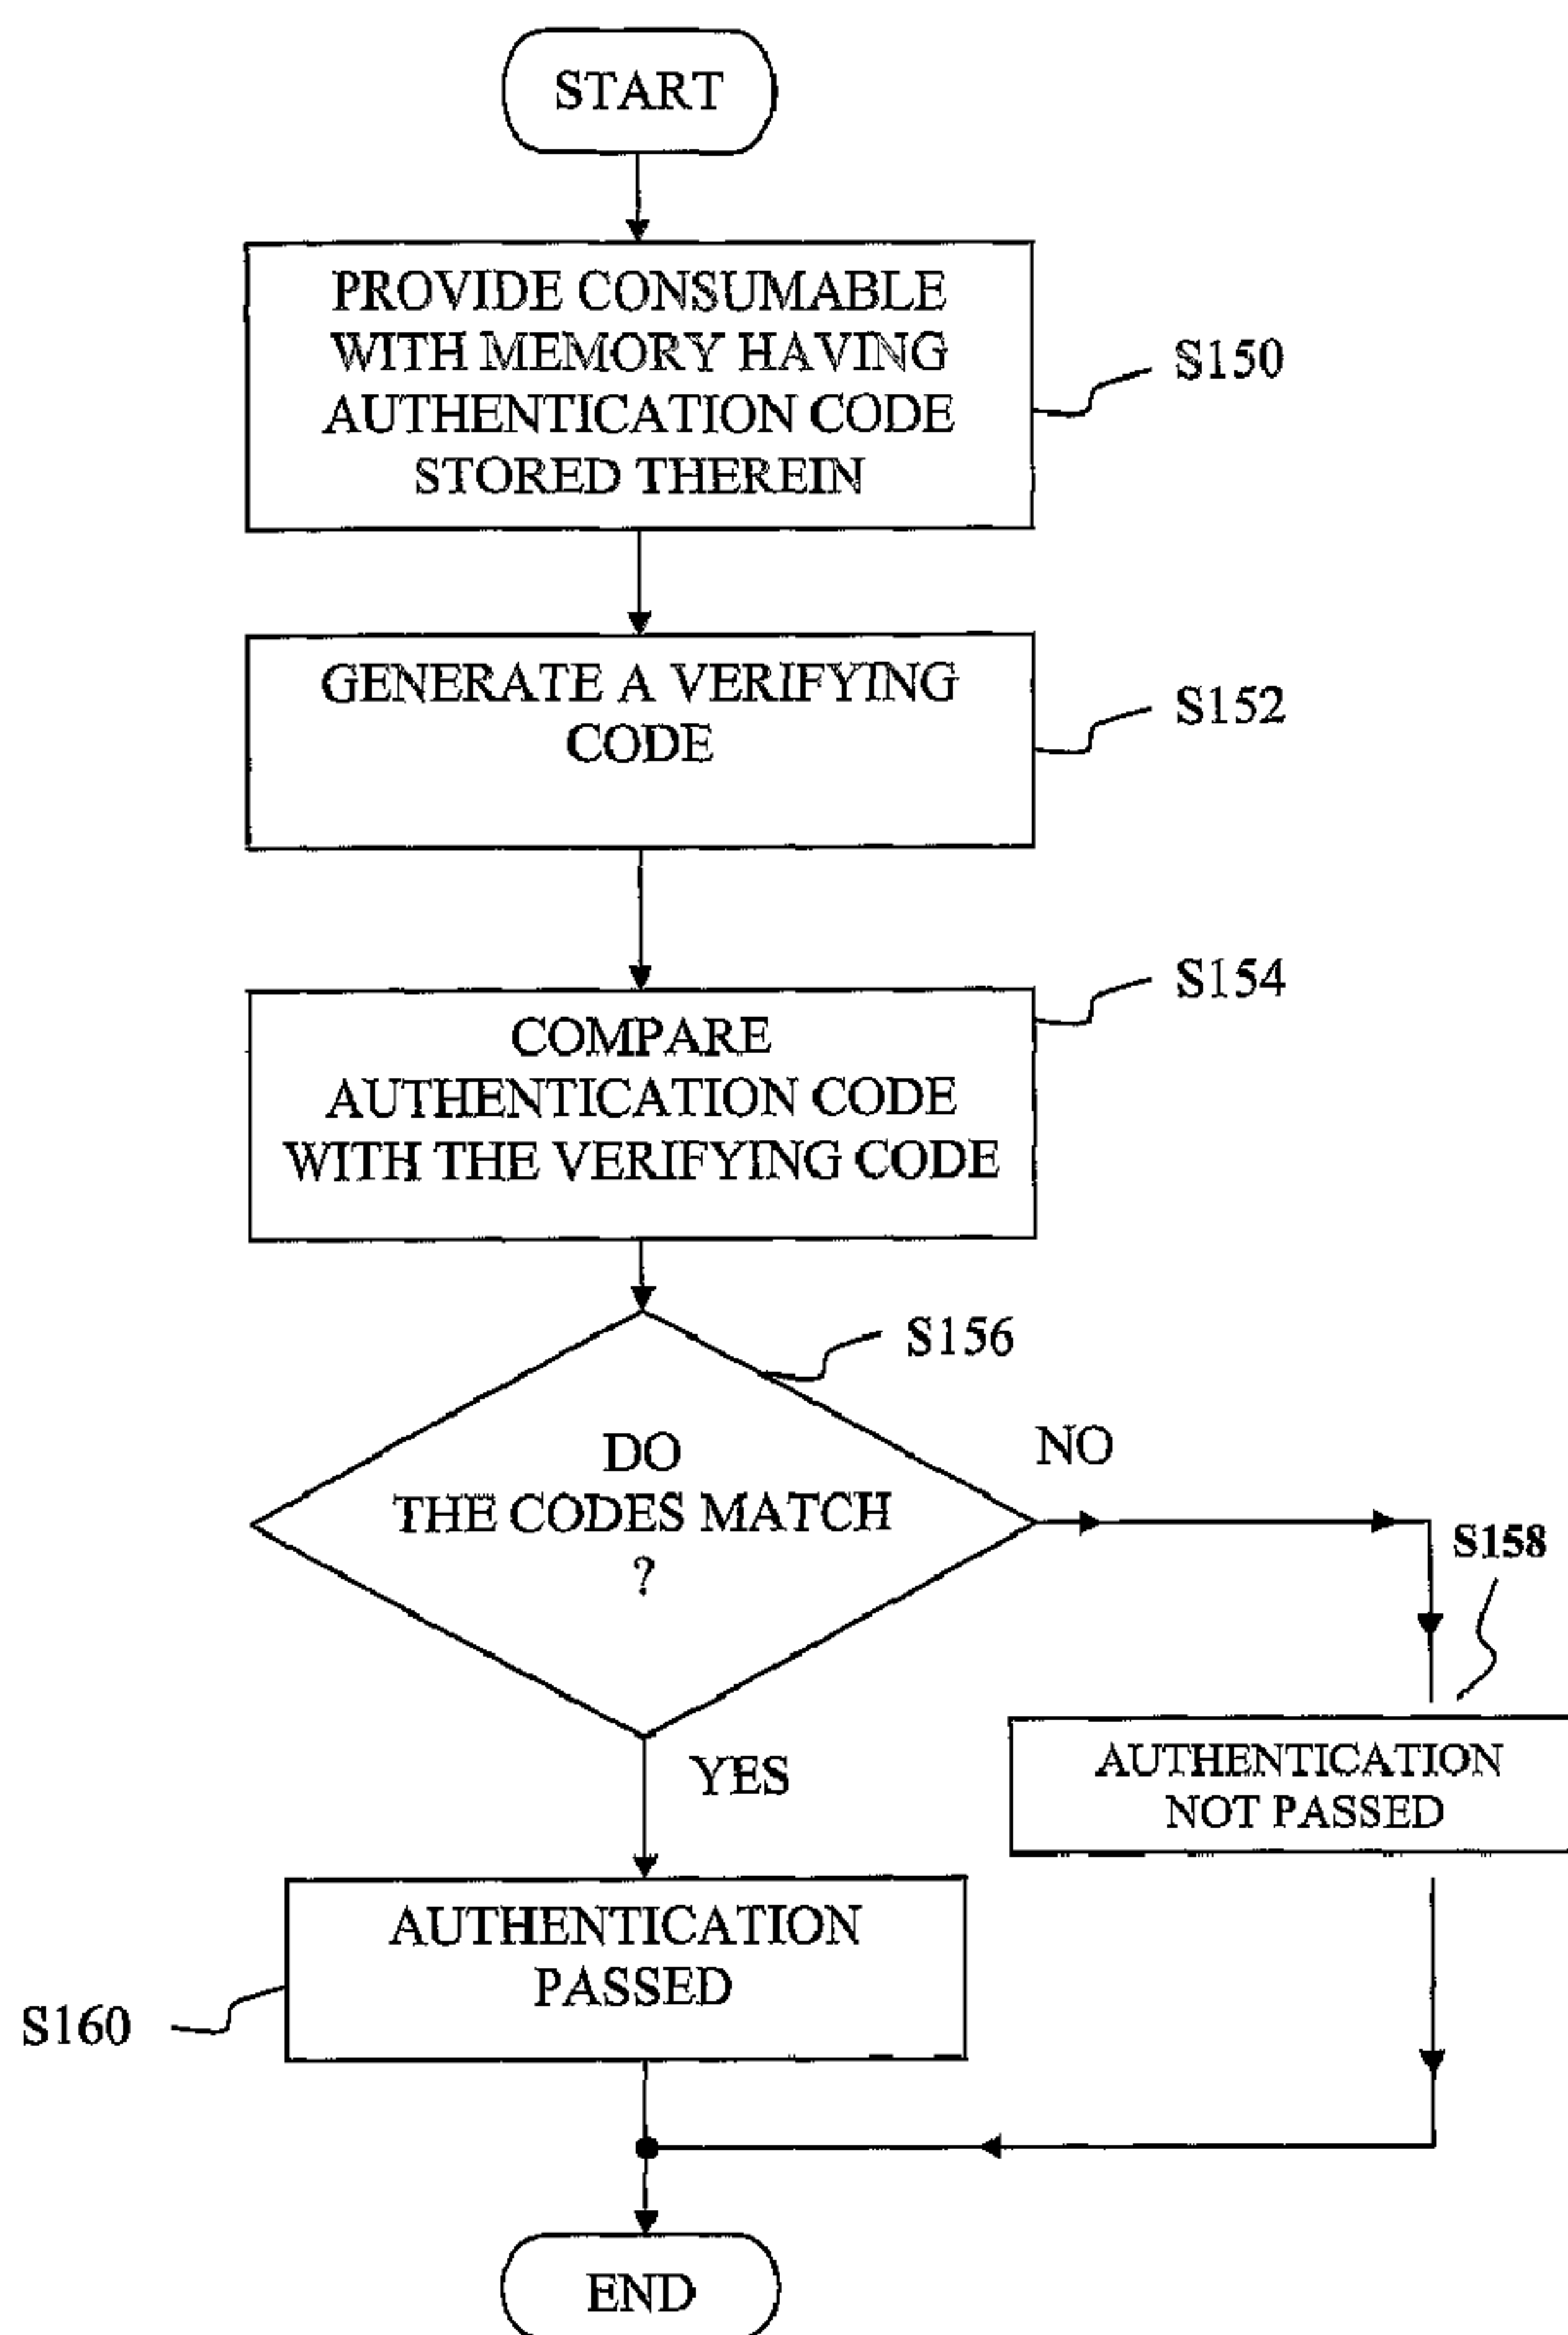 START
PROVIDE CONSUMABLE
WITH MEMORY HAVING
AUTHENTICATION CODE
STORED THEREIN
S150
GENERATE A VERIFYING
CODE
S152
S154
COMPARE
AUTHENTICATION CODE
WITH THE VERIFYING CODE
S156
DO
THE CODES MATCH
?
NO
S158
AUTHENTICATION
NOT PASSED
YES
AUTHENTICATION
PASSED
S160
END